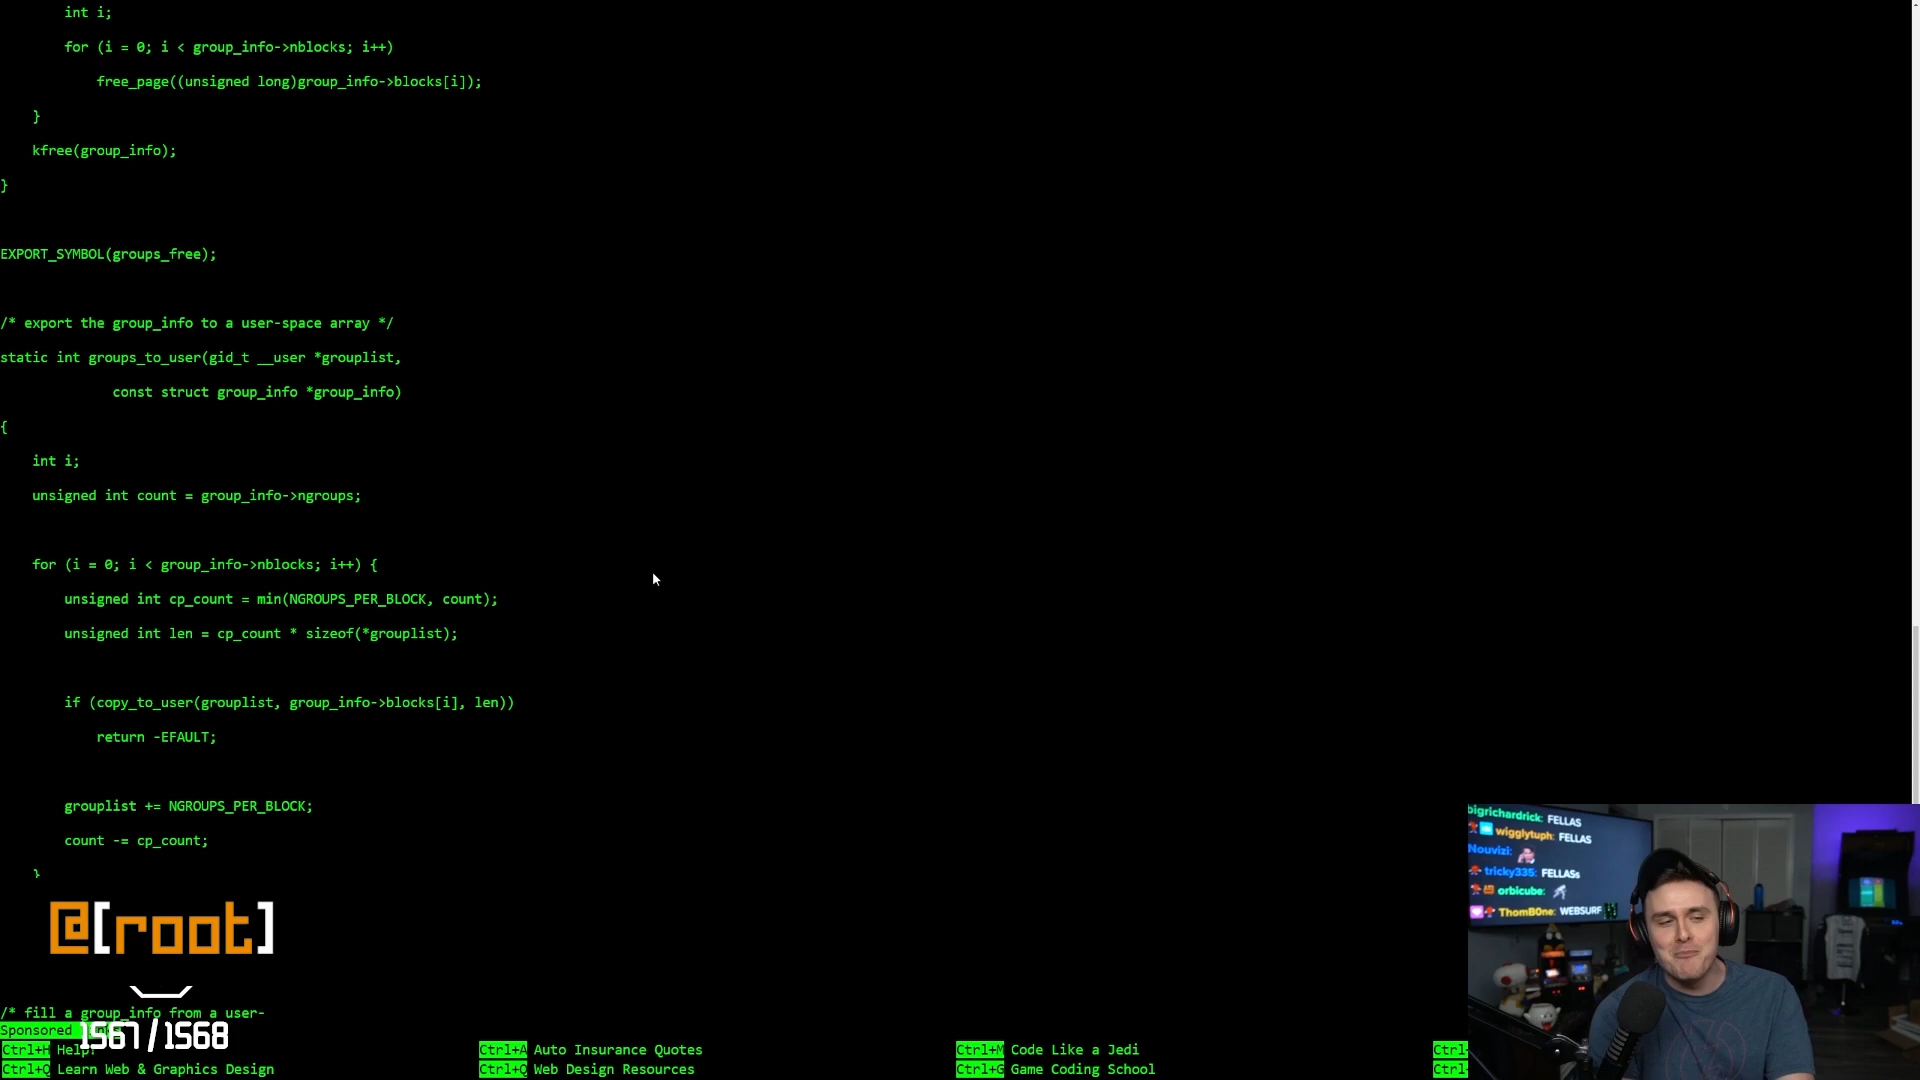 int i;
for (i = 0; i < group_info->nblocks; i++)
free_page((unsigned long)group_info->blocks[i]);
}
kfree(group_info);
}
EXPORT_SYMBOL(groups_free);
/* export the group_info to a user-space array */
static int groups_to_user(gid_t __user *grouplist,
const struct group_info *group_info)
{
int i;
unsigned int count = group_info->ngroups;
for (i = 0; i < group_info->nblocks; i++) {
unsigned int cp_count = min(NGROUPS_PER_BLOCK, count);
unsigned int len = cp_count * sizeof(*grouplist);
if (copy_to_user(grouplist, group_info->blocks[i], len))
return -EFAULT;
grouplist += NGROUPS_PER_BLOCK;
count -= cp_count;
}
@[root]
/* fill a group_info from a user-
Sponsored
1567/1568
Ctrl+H Help! Ctrl+A Auto Insurance Quotes Ctrl+M Code Like a Jedi Ctrl-
Ctrl+Q Learn Web & Graphics Design Ctrl+Q Web Design Resources Ctrl+G Game Coding School Ctrl-
bigrichardrick: FELLAS
wigglytuph: FELLAS
Nouvizi:
tricky335: FELLASs
orbicube:
ThomB0ne: WEBSURF